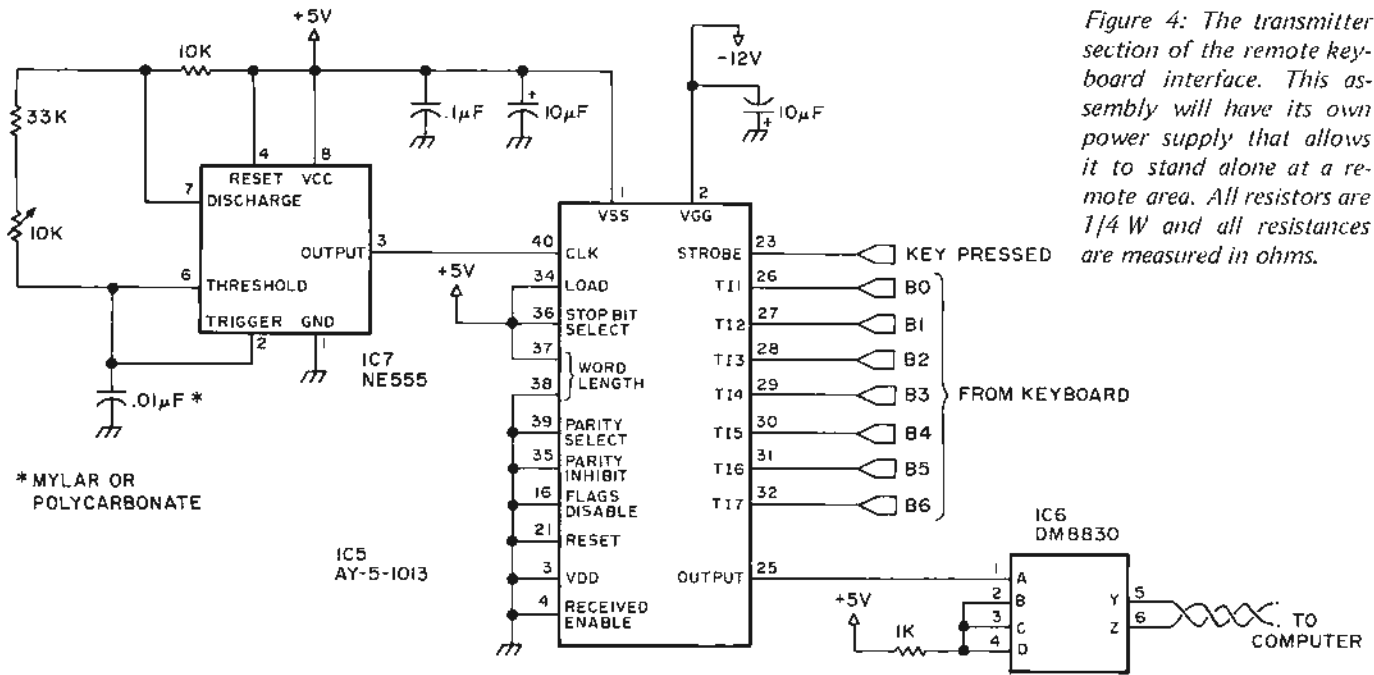 +5V
10K
33K
10K
.1µF
+
10µF
-12V
10µF
+
4
8
RESET
VCC
7
DISCHARGE
OUTPUT
3
6
THRESHOLD
TRIGGER
GND
2
1
IC7
NE555
.01µF *
* MYLAR OR
POLYCARBONATE
1
2
VSS
VGG
40
CLK
+5V
34
LOAD
36
STOP BIT
SELECT
37
WORD
LENGTH
38
39
PARITY
SELECT
35
PARITY
INHIBIT
16
FLAGS
DISABLE
21
RESET
3
VDD
4
RECEIVED
ENABLE
IC5
AY-5-1013
STROBE
23
KEY PRESSED
TI1
26
B0
TI2
27
B1
TI3
28
B2
TI4
29
B3
TI5
30
B4
TI6
31
B5
TI7
32
B6
FROM KEYBOARD
OUTPUT
25
IC6
DM8830
1
A
2
B
3
C
4
D
Y
5
Z
6
+5V
1K
TO
COMPUTER
Figure 4: The transmitter
section of the remote key-
board interface. This as-
sembly will have its own
power supply that allows
it to stand alone at a re-
mote area. All resistors are
1/4 W and all resistances
are measured in ohms.